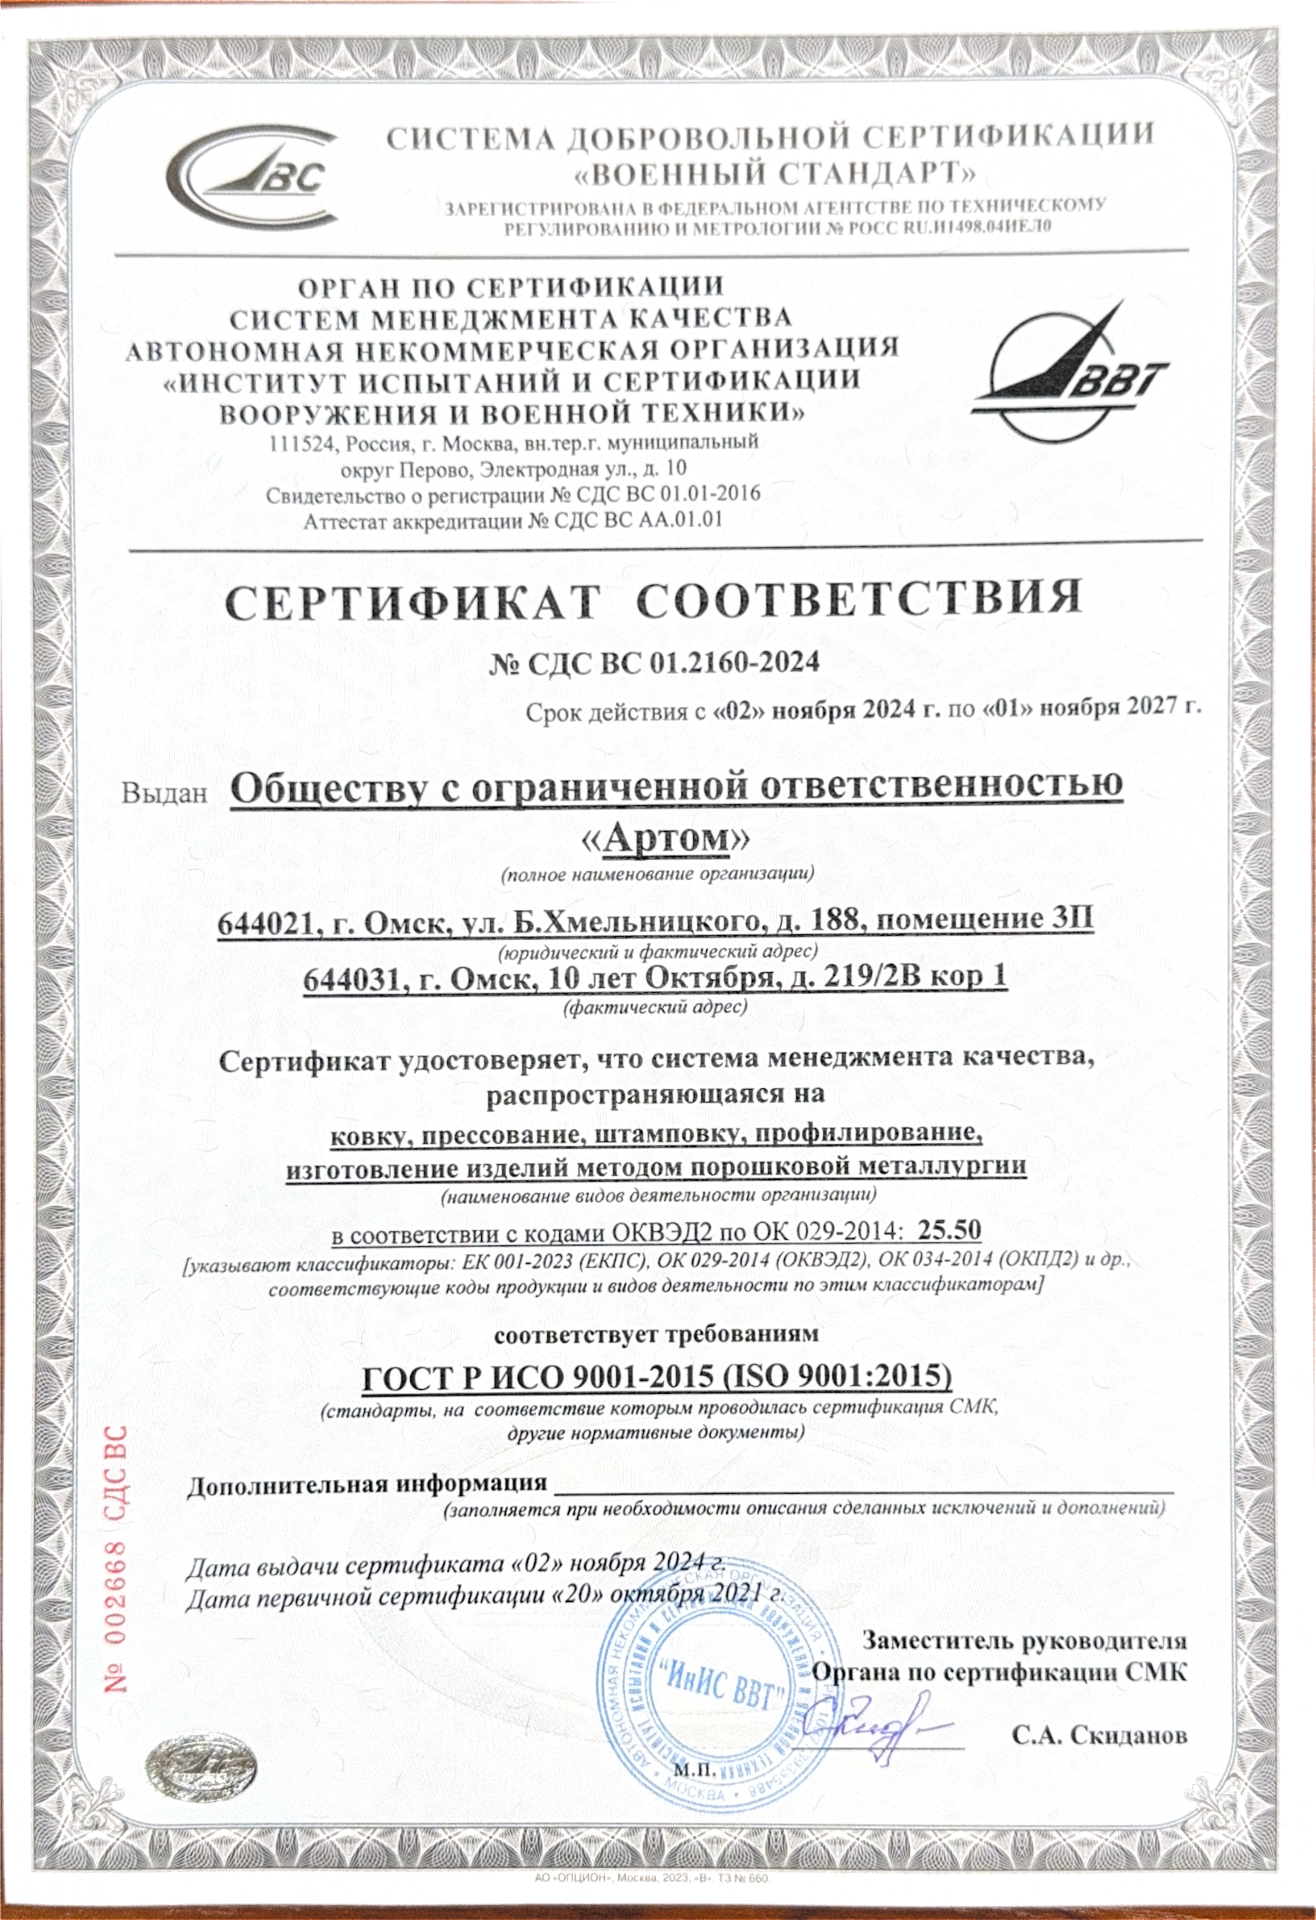 ВС
СИСТЕМА ДОБРОВОЛЬНОЙ СЕРТИФИКАЦИИ
«ВОЕННЫЙ СТАНДАРТ»
ЗАРЕГИСТРИРОВАНА В ФЕДЕРАЛЬНОМ АГЕНТСТВЕ ПО ТЕХНИЧЕСКОМУ
РЕГУЛИРОВАНИЮ И МЕТРОЛОГИИ № РОСС RU.И1498.04ИЕЛ0
ОРГАН ПО СЕРТИФИКАЦИИ
СИСТЕМ МЕНЕДЖМЕНТА КАЧЕСТВА
АВТОНОМНАЯ НЕКОММЕРЧЕСКАЯ ОРГАНИЗАЦИЯ
«ИНСТИТУТ ИСПЫТАНИЙ И СЕРТИФИКАЦИИ
ВООРУЖЕНИЯ И ВОЕННОЙ ТЕХНИКИ»
111524, Россия, г. Москва, вн.тер.г. муниципальный
округ Перово, Электродная ул., д. 10
Свидетельство о регистрации № СДС ВС 01.01-2016
Аттестат аккредитации № СДС ВС АА.01.01
ВВТ
СЕРТИФИКАТ СООТВЕТСТВИЯ
№ СДС ВС 01.2160-2024
Срок действия с «02» ноября 2024 г. по «01» ноября 2027 г.
Выдан Обществу с ограниченной ответственностью
«Артом»
(полное наименование организации)
644021, г. Омск, ул. Б.Хмельницкого, д. 188, помещение 3П
(юридический и фактический адрес)
644031, г. Омск, 10 лет Октября, д. 219/2В кор 1
(фактический адрес)
Сертификат удостоверяет, что система менеджмента качества,
распространяющаяся на
ковку, прессование, штамповку, профилирование,
изготовление изделий методом порошковой металлургии
(наименование видов деятельности организации)
в соответствии с кодами ОКВЭД2 по ОК 029-2014: 25.50
[указывают классификаторы: ЕК 001-2023 (ЕКПС), ОК 029-2014 (ОКВЭД2), ОК 034-2014 (ОКПД2) и др.,
соответствующие коды продукции и видов деятельности по этим классификаторам]
соответствует требованиям
ГОСТ Р ИСО 9001-2015 (ISO 9001:2015)
(стандарты, на соответствие которым проводилась сертификация СМК,
другие нормативные документы)
Дополнительная информация
(заполняется при необходимости описания сделанных исключений и дополнений)
Дата выдачи сертификата «02» ноября 2024 г.
Дата первичной сертификации «20» октября 2021 г.
№ 002668 СДС ВС
Заместитель руководителя
Органа по сертификации СМК
С.А. Скиданов
М.П.
"ИнИС ВВТ"
АВТОНОМНАЯ НЕКОММЕРЧЕСКАЯ ОРГАНИЗАЦИЯ
ИНСТИТУТ ИСПЫТАНИЙ И СЕРТИФИКАЦИИ ВООРУЖЕНИЯ И ВОЕННОЙ ТЕХНИКИ
МОСКВА
АО «ОПЦИОН», Москва, 2023, «В». ТЗ № 660